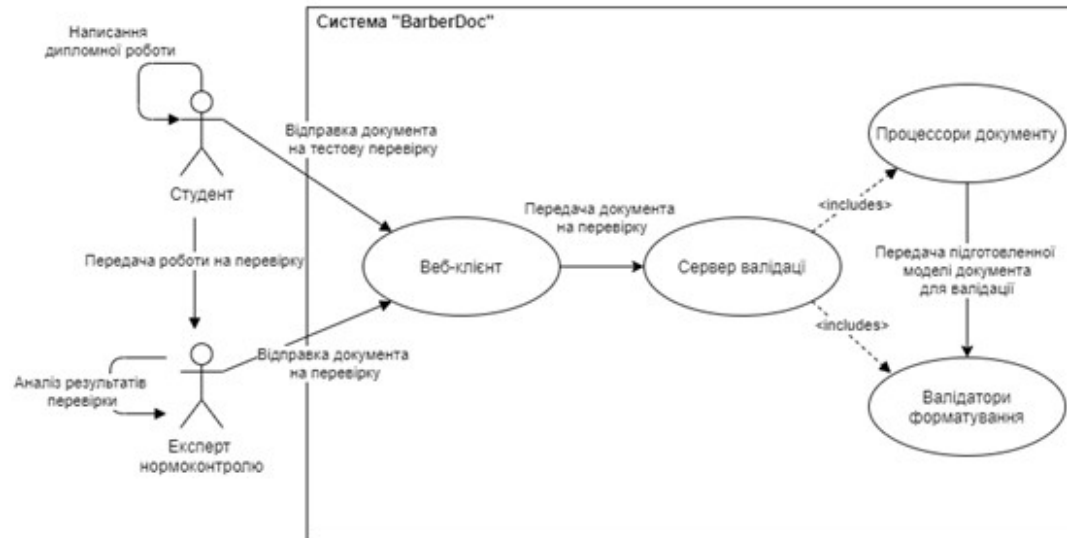 Система "BarberDoc"
Написання
дипломної роботи
Студент
Відправка документа
на тестову перевірку
Передача роботи на перевірку
Веб-клієнт
Передача документа
на перевірку
Сервер валідаці
<includes>
<includes>
Процессори документу
Передача підготовленної
моделі документа
для валідації
Валідатори
форматування
Відправка документа
на перевірку
Аналіз результатів
перевірки
Експерт
нормоконтролю